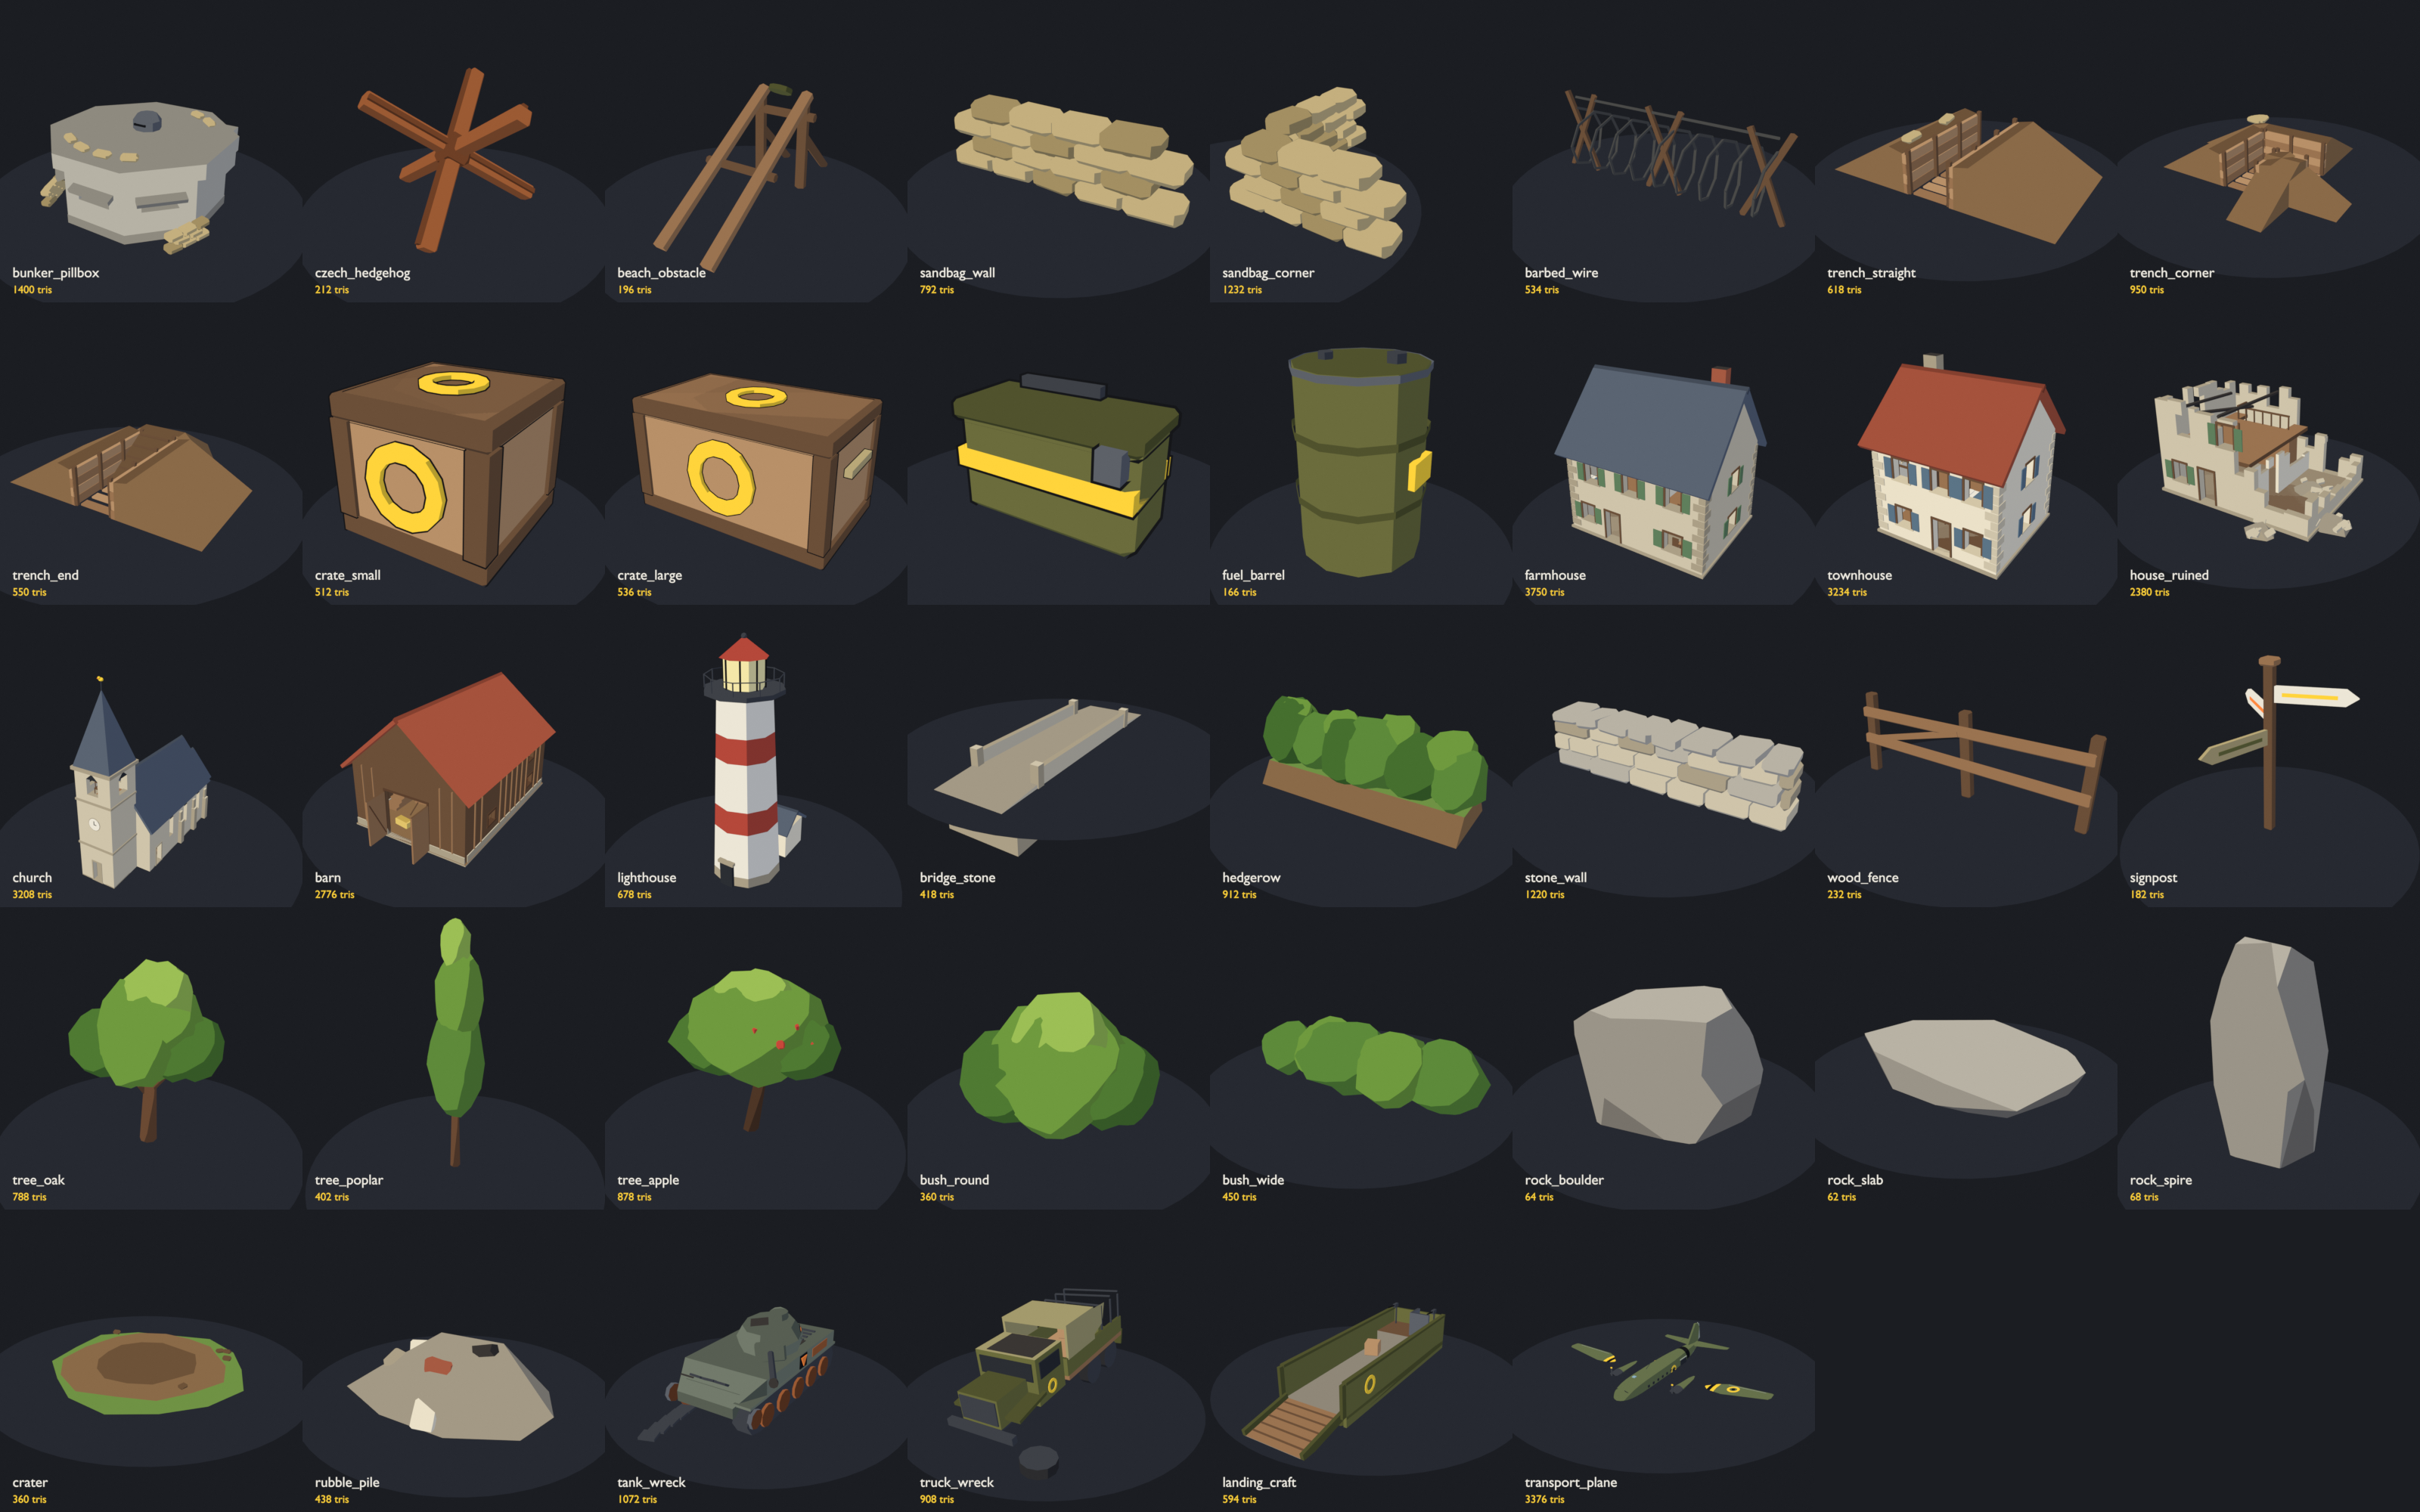 bunker_pillbox
1400 tris
czech_hedgehog
212 tris
beach_obstacle
196 tris
sandbag_wall
792 tris
sandbag_corner
1232 tris
barbed_wire
534 tris
trench_straight
618 tris
trench_corner
950 tris
trench_end
550 tris
crate_small
512 tris
crate_large
536 tris
fuel_barrel
166 tris
farmhouse
3750 tris
townhouse
3234 tris
house_ruined
2380 tris
church
3208 tris
barn
2776 tris
lighthouse
678 tris
bridge_stone
418 tris
hedgerow
912 tris
stone_wall
1220 tris
wood_fence
232 tris
signpost
182 tris
tree_oak
788 tris
tree_poplar
402 tris
tree_apple
878 tris
bush_round
360 tris
bush_wide
450 tris
rock_boulder
64 tris
rock_slab
62 tris
rock_spire
68 tris
crater
360 tris
rubble_pile
438 tris
tank_wreck
1072 tris
truck_wreck
908 tris
landing_craft
594 tris
transport_plane
3376 tris